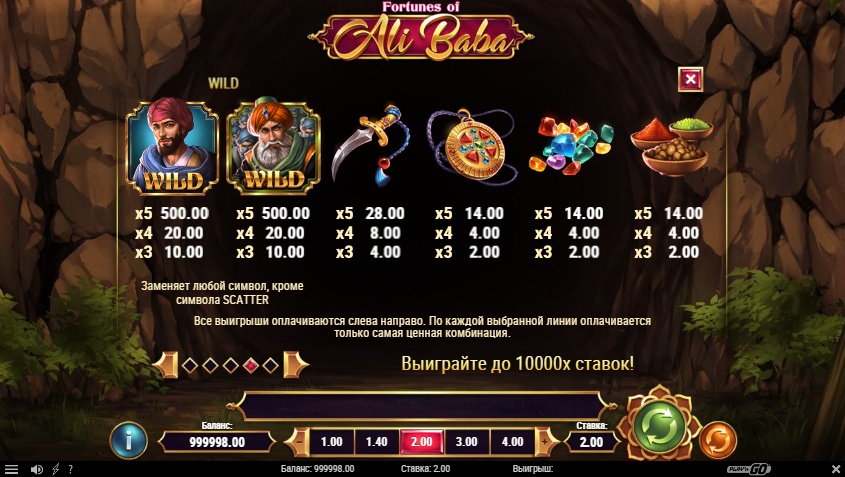 Fortunes of
Ali Baba
WILD
WILD WILD
x5 500.00 x5 500.00 x5 28.00 x5 14.00 x5 14.00 x5 14.00
x4 20.00 x4 20.00 x4 8.00 x4 4.00 x4 4.00 x4 4.00
x3 10.00 x3 10.00 x3 4.00 x3 2.00 x3 2.00 x3 2.00
Заменяет любой символ, кроме
символа SCATTER
Все выигрыши оплачиваются слева направо. По каждой выбранной линии оплачивается
только самая ценная комбинация.
Выиграйте до 10000x ставок!
Баланс: Ставка:
999998.00 - 1.00 1.40 2.00 3.00 4.00 + 2.00
? Баланс: 999998.00 Ставка: 2.00 Выигрыш: PLAY'N GO